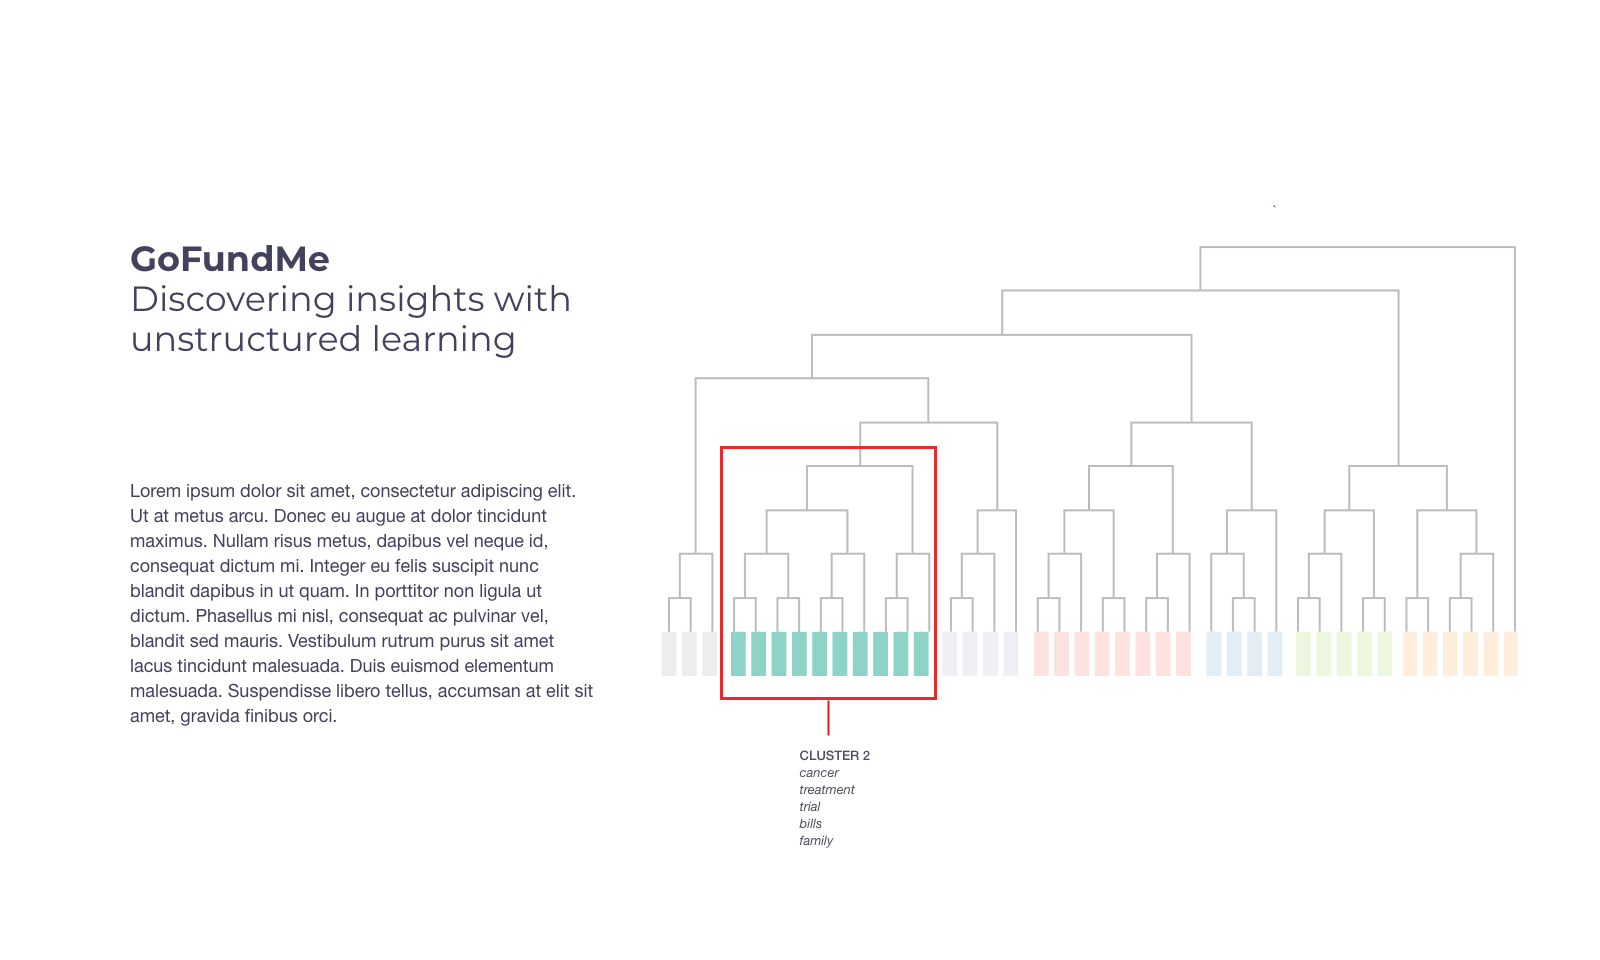 `
GoFundMe
Discovering insights with
unstructured learning
Lorem ipsum dolor sit amet, consectetur adipiscing elit.
Ut at metus arcu. Donec eu augue at dolor tincidunt
maximus. Nullam risus metus, dapibus vel neque id,
consequat dictum mi. Integer eu felis suscipit nunc
blandit dapibus in ut quam. In porttitor non ligula ut
dictum. Phasellus mi nisl, consequat ac pulvinar vel,
blandit sed mauris. Vestibulum rutrum purus sit amet
lacus tincidunt malesuada. Duis euismod elementum
malesuada. Suspendisse libero tellus, accumsan at elit sit
amet, gravida finibus orci.
CLUSTER 2
cancer
treatment
trial
bills
family